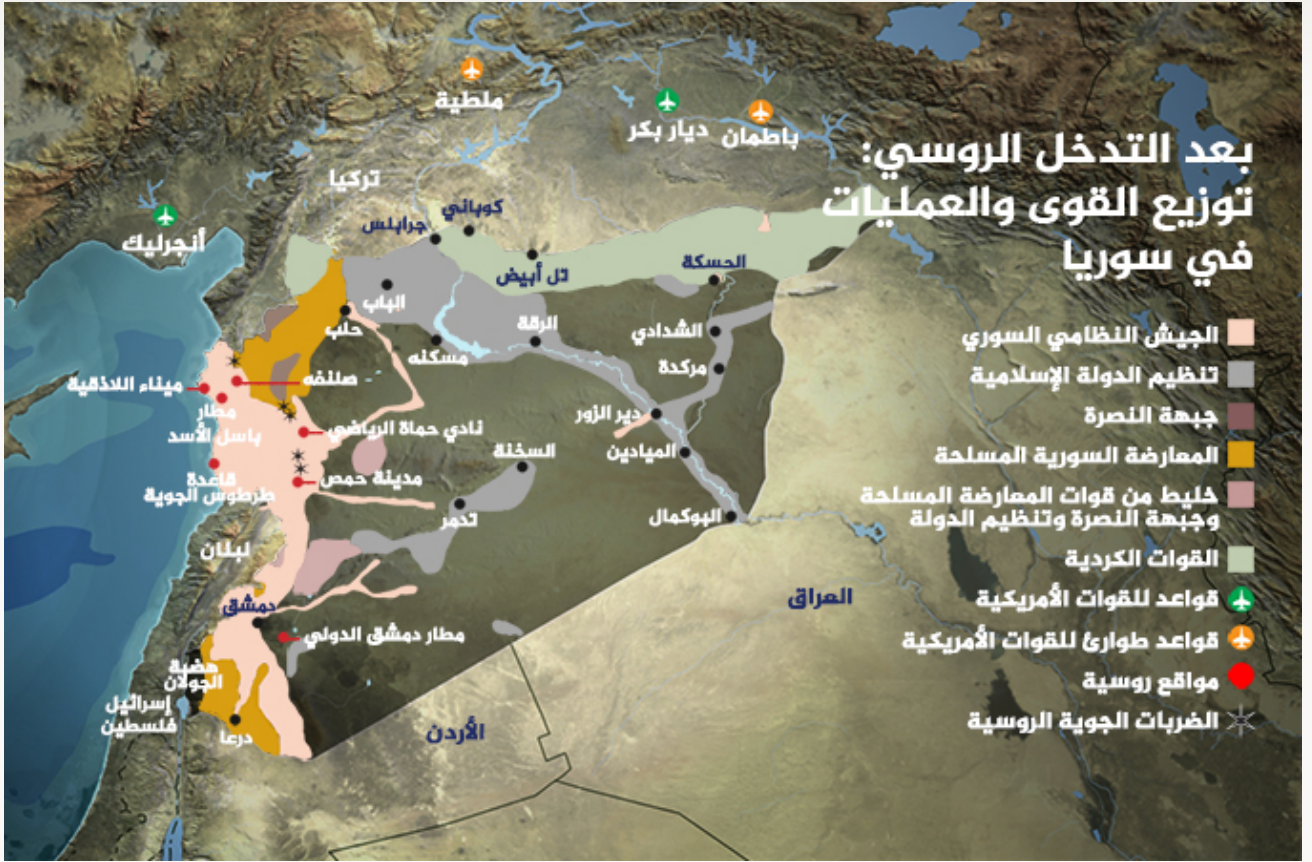 بعد التدخل الروسي:
توزيع القوى والعمليات
في سوريا
الجيش النظامي السوري
تنظيم الدولة الإسلامية
جبهة النصرة
المعارضة السورية المسلحة
خليط من قوات المعارضة المسلحة
وجبهة النصرة وتنظيم الدولة
القوات الكردية
قواعد للقوات الأمريكية
قواعد طوارئ للقوات الأمريكية
مواقع روسية
الضربات الجوية الروسية
ملطية
ديار بكر
باطمان
تركيا
أنجرليك
كوباني
جرابلس
تل أبيض
الحسكة
الباب
حلب
مسكنه
الرقة
الشدادي
مركدة
صلنفه
ميناء اللاذقية
مطار
باسل الأسد
نادي حماة الرياضي
دير الزور
الميادين
السخنة
قاعدة
طرطوس الجوية
مدينة حمص
تدمر
البوكمال
لبنان
العراق
دمشق
مطار دمشق الدولي
هضبة
الجولان
إسرائيل
فلسطين
درعا
الأردن